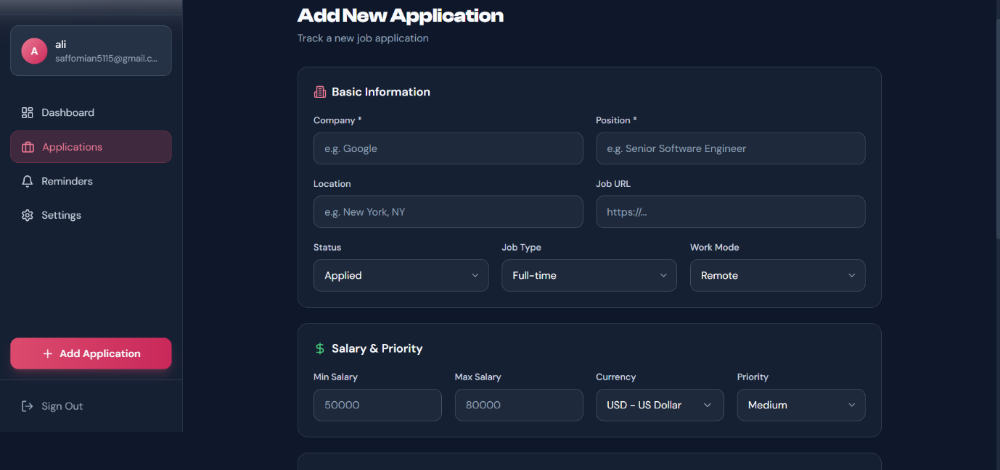 ali
A
saffomian5115@gmail.c...
Dashboard
Applications
Reminders
Settings
+ Add Application
Sign Out
Add New Application
Track a new job application
Basic Information
Company *
Position *
e.g. Google
e.g. Senior Software Engineer
Location
Job URL
e.g. New York, NY
https://...
Status
Job Type
Work Mode
Applied
Full-time
Remote
$ Salary & Priority
Min Salary
Max Salary
Currency
Priority
50000
80000
USD - US Dollar
Medium